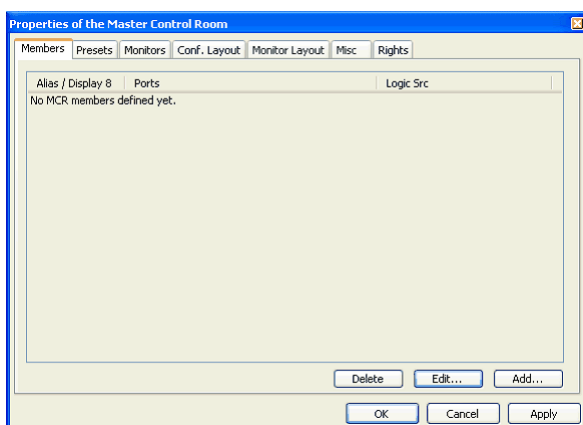 Properties of the Master Control Room
Members Presets Monitors Conf. Layout Monitor Layout Misc Rights
Alias / Display 8 Ports Logic Src
No MCR members defined yet.
Delete Edit... Add...
OK Cancel Apply